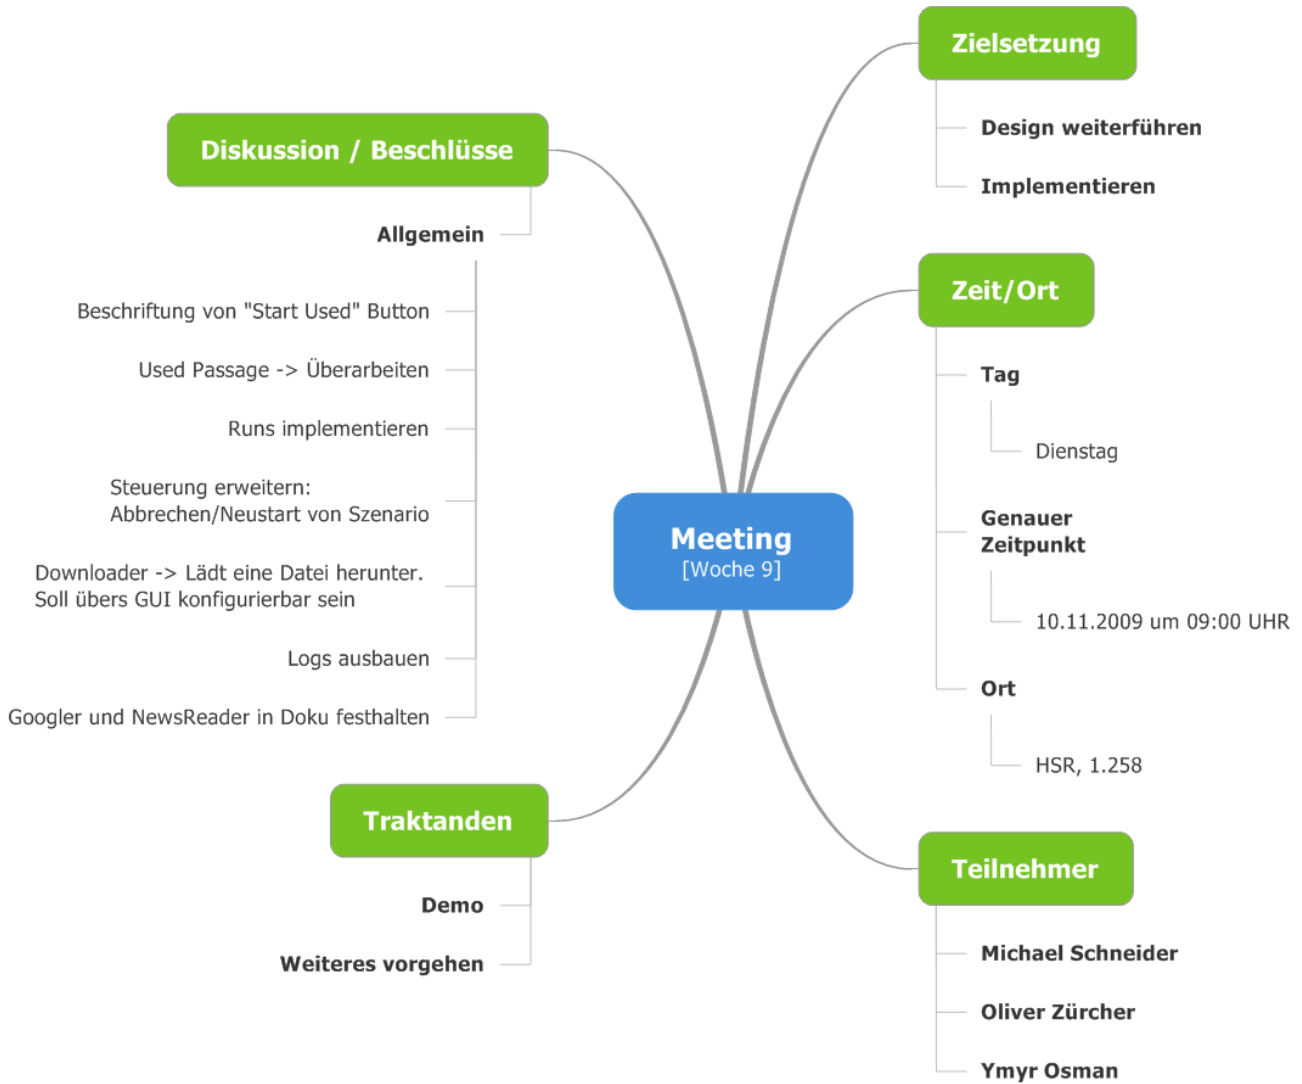 Meeting
[Woche 9]
Zielsetzung
Design weiterführen
Implementieren
Zeit/Ort
Tag
Dienstag
Genauer
Zeitpunkt
10.11.2009 um 09:00 UHR
Ort
HSR, 1.258
Teilnehmer
Michael Schneider
Oliver Zürcher
Ymyr Osman
Diskussion / Beschlüsse
Allgemein
Beschriftung von "Start Used" Button
Used Passage -> Überarbeiten
Runs implementieren
Steuerung erweitern:
Abbrechen/Neustart von Szenario
Downloader -> Lädt eine Datei herunter.
Soll übers GUI konfigurierbar sein
Logs ausbauen
Googler und NewsReader in Doku festhalten
Traktanden
Demo
Weiteres vorgehen